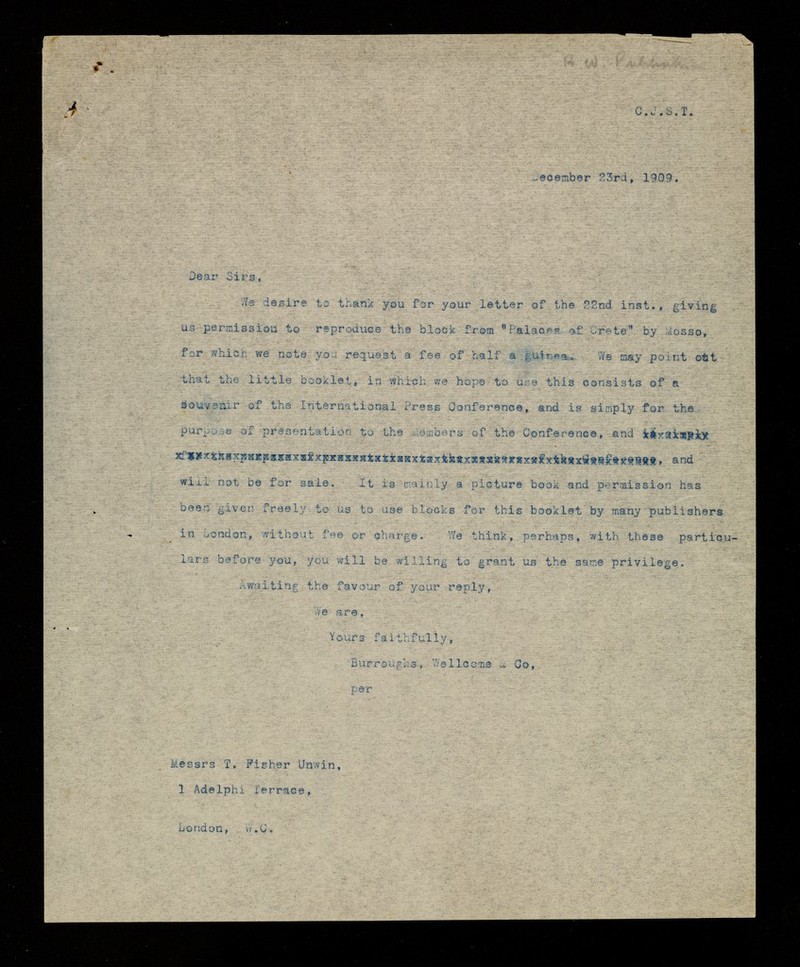 C.J.S.T.
December 23rd, 1909.
Dear Sirs,
We desire to thank you for your letter of the 22nd inst., giving
us permission to reproduce the block from "Palaces of Crete" by Mosso,
for which we note you request a fee of half a guinea. We may point out
that the little booklet, in which we hope to use this consists of a
Souvenir of the International Press Conference, and is simply for the
purpose of presentation to the members of the Conference, and
, and
will not be for sale. It is mainly a picture book and permission has
been given freely to us to use blocks for this booklet by many publishers
in London, without fee or charge. We think, perhaps, with these particu-
lars before you, you will be willing to grant us the same privilege.
Awaiting the favour of your reply,
We are,
Yours faithfully,
Burroughs, Wellcome & Co,
per
Messrs T. Fisher Unwin,
1 Adelphi Terrace,
London, W.C.